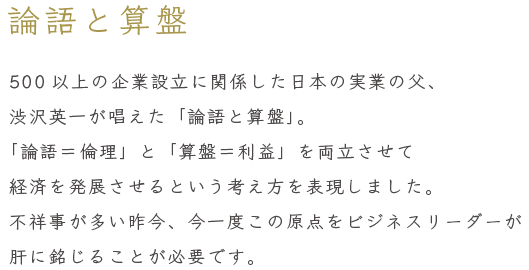 論語と算盤
500以上の企業設立に関係した日本の実業の父、
渋沢英一が唱えた「論語と算盤」。
「論語＝倫理」と「算盤＝利益」を両立させて
経済を発展させるという考え方を表現しました。
不祥事が多い昨今、今一度この原点をビジネスリーダーが
肝に銘じることが必要です。